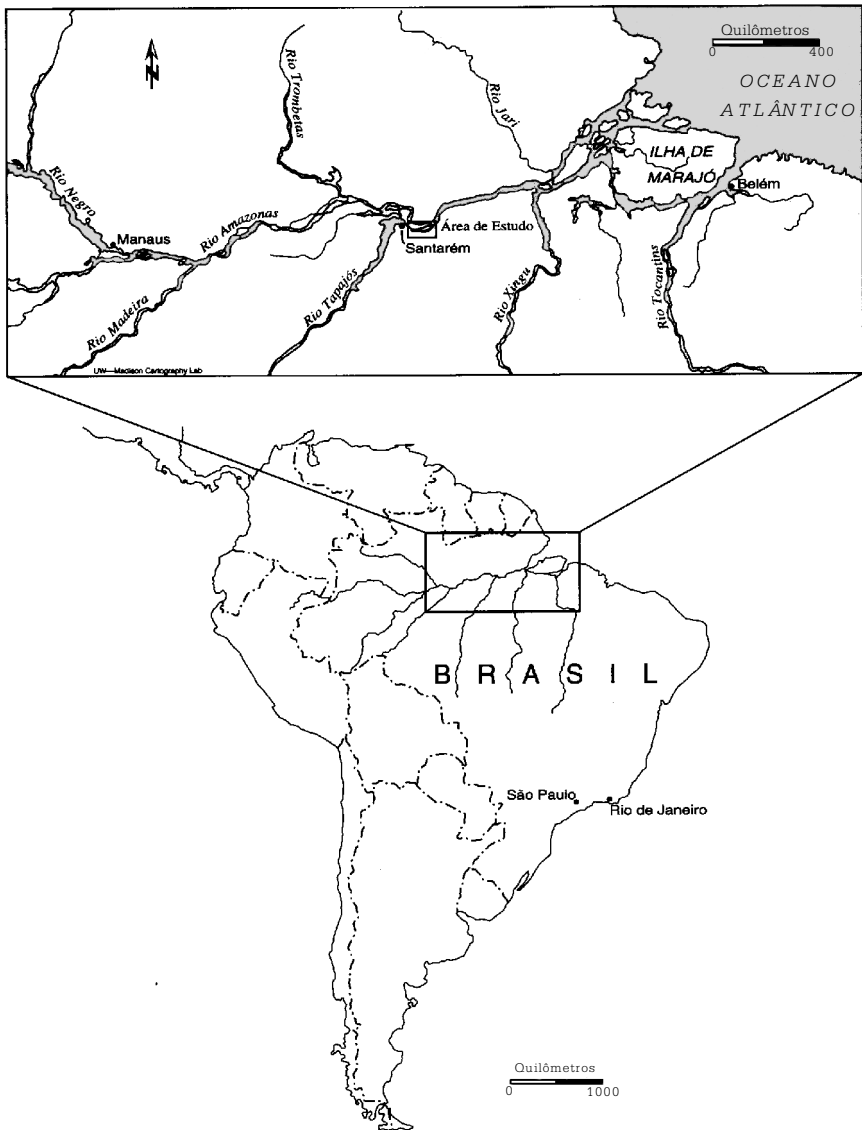 Quilômetros
0 400
N
OCEANO
ATLÂNTICO
Rio Trombetas
Rio Jari
ILHA DE
MARAJÓ
Belém
Rio Negro
Manaus
Rio Amazonas
Área de Estudo
Santarém
Rio Madeira
Rio Tapajós
Rio Xingu
Rio Tocantins
UW—Madison Cartography Lab
BRASIL
São Paulo
Rio de Janeiro
Quilômetros
0 1000